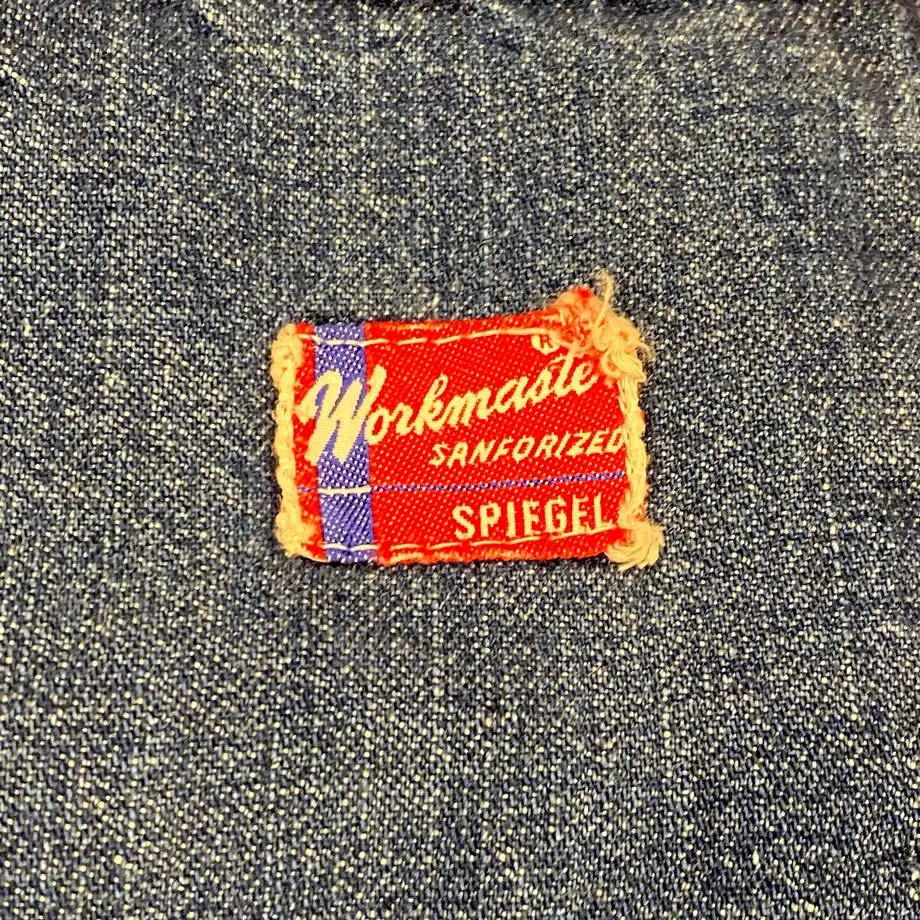 ®
Workmaste
SANFORIZED
SPIEGEL